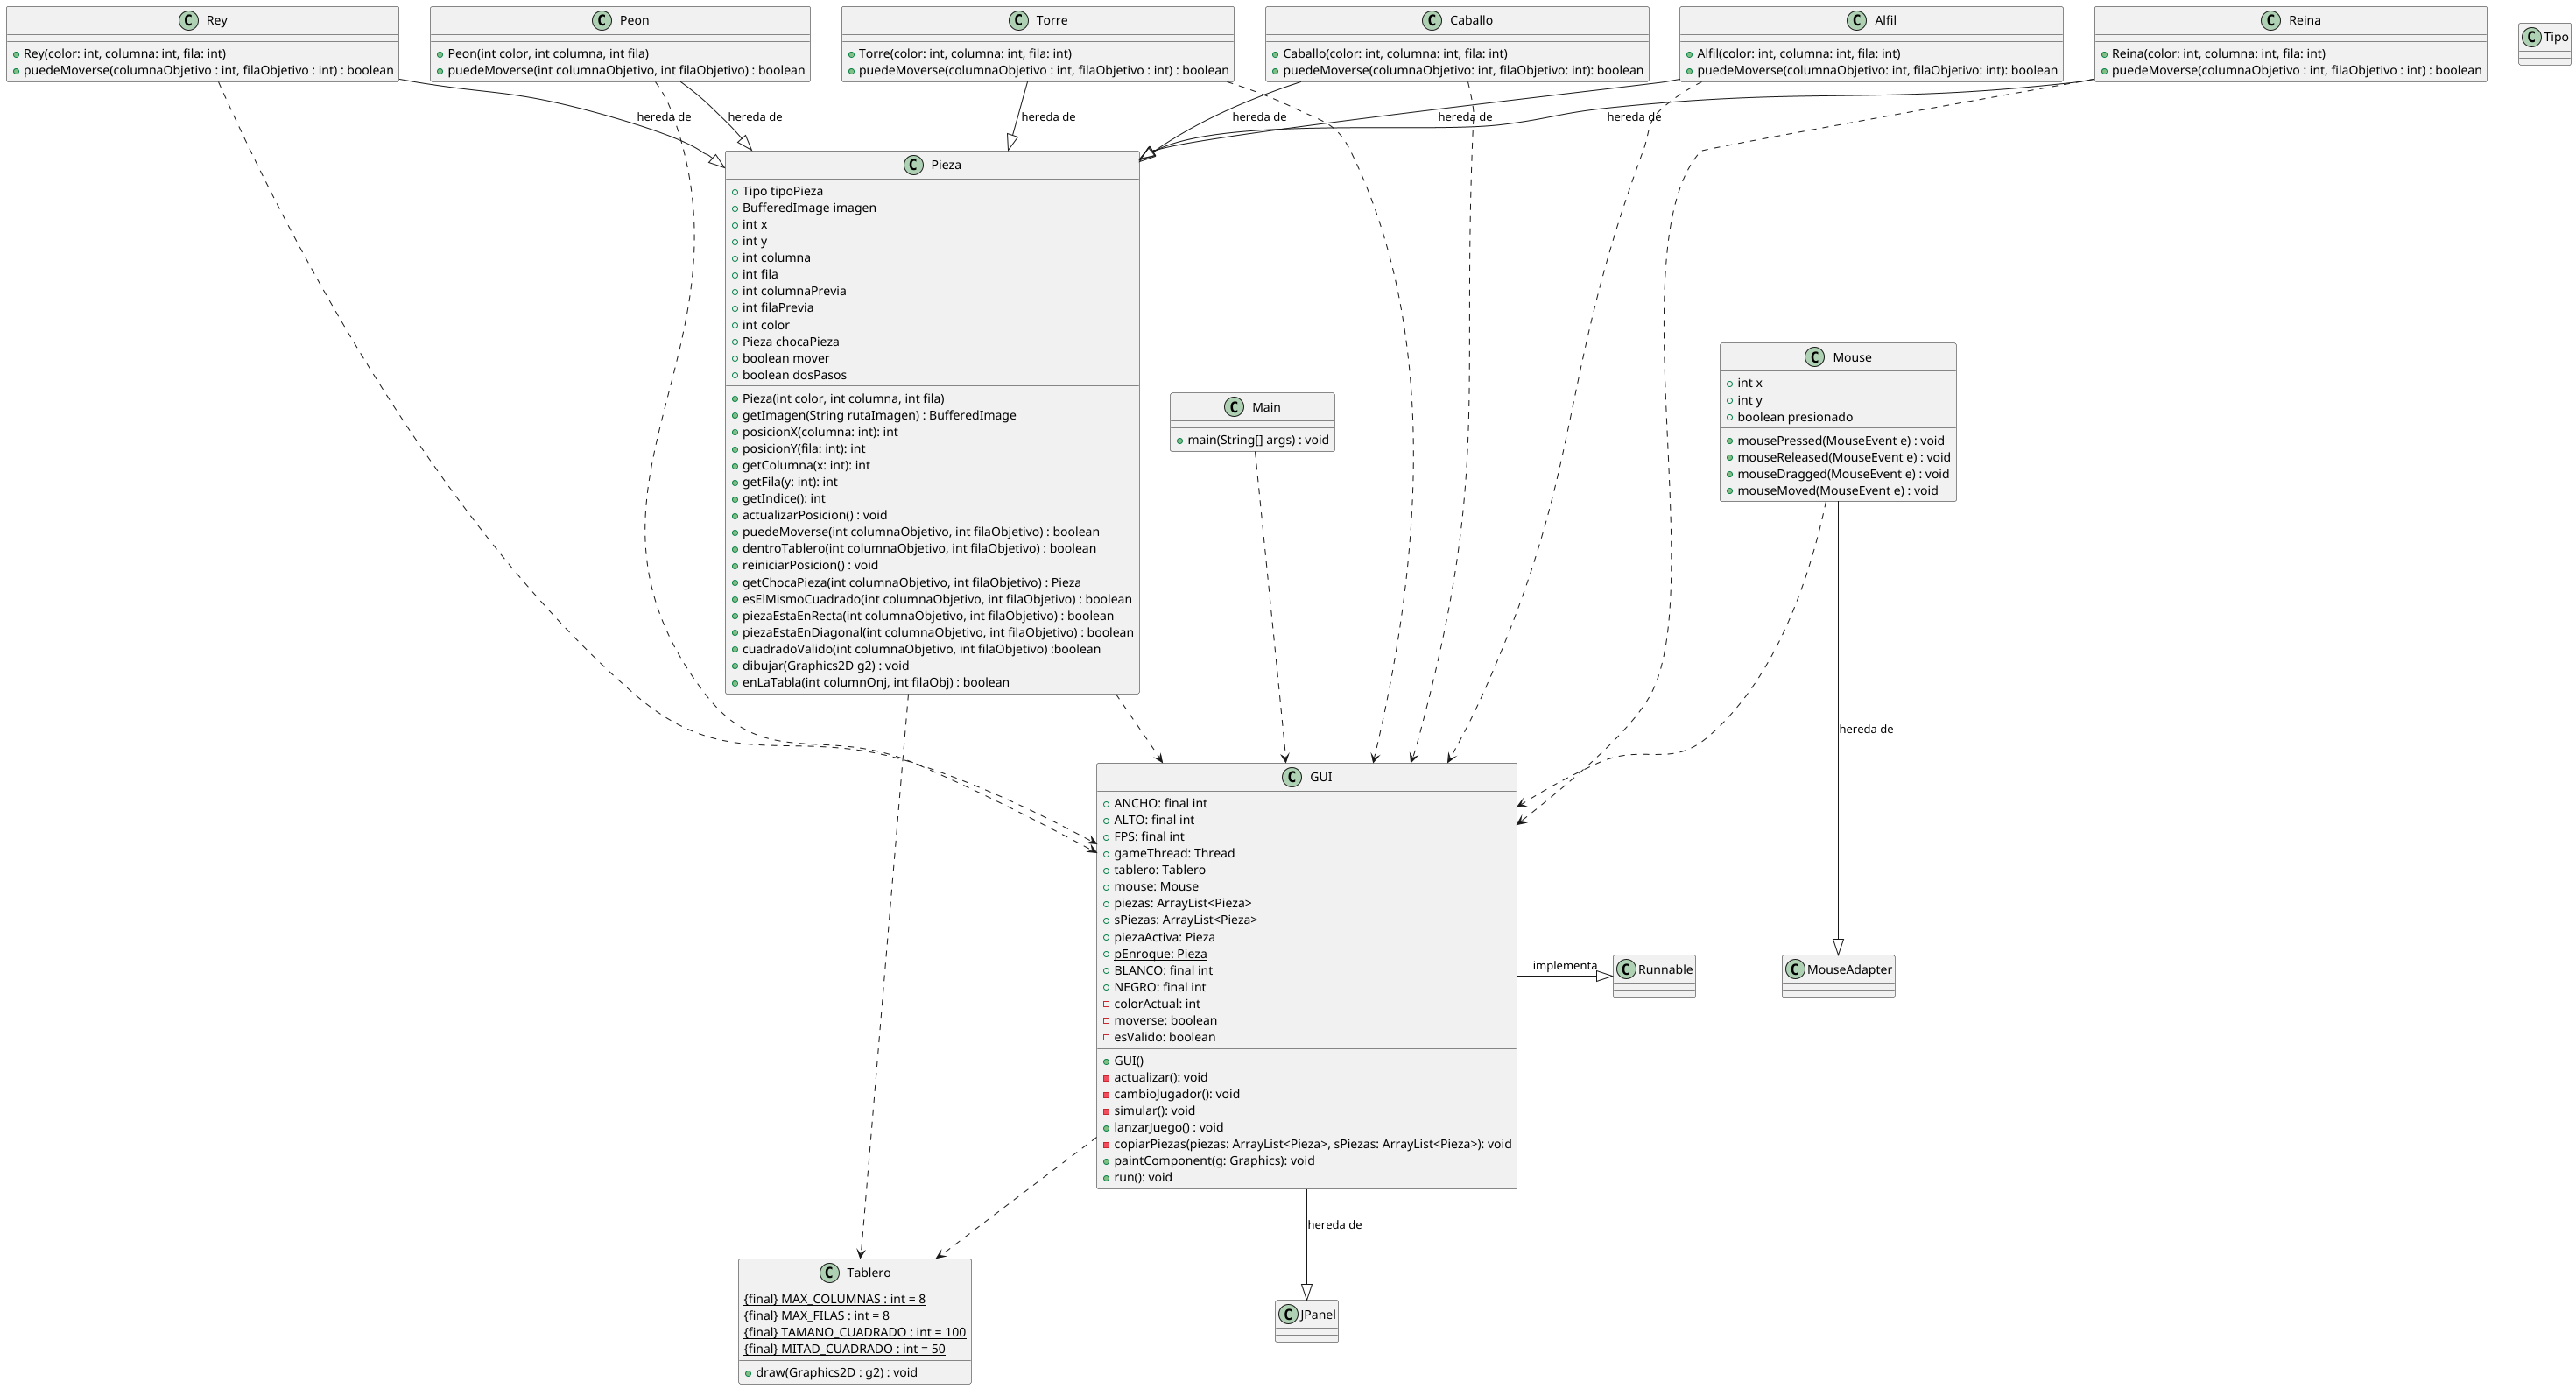 Rey
+ Rey(color: int, columna: int, fila: int)
+ puedeMoverse(columnaObjetivo : int, filaObjetivo : int) : boolean
Peon
+ Peon(int color, int columna, int fila)
+ puedeMoverse(int columnaObjetivo, int filaObjetivo) : boolean
Torre
+ Torre(color: int, columna: int, fila: int)
+ puedeMoverse(columnaObjetivo : int, filaObjetivo : int) : boolean
Caballo
Caballo(color: int, columna: int, fila: int)
puedeMoverse(columnaObjetivo: int, filaObjetivo: int): boolean
Alfil
Alfil(color: int, columna: int, fila: int)
puedeMoverse(columnaObjetivo: int, filaObjetivo: int): boolean
Reina
Reina(color: int, columna: int, fila: int)
puedeMoverse(columnaObjetivo : int, filaObjetivo : int) : boolean
Tipo
hereda de
hereda de
hereda de
hereda de
hereda de
hereda de
Pieza
Tipo tipoPieza
BufferedImage imagen
int x
int y
int columna
int fila
int columnaPrevia
int filaPrevia
int color
Pieza chocaPieza
boolean mover
boolean dosPasos
Pieza(int color, int columna, int fila)
getImagen(String rutaImagen) : BufferedImage
posicionX(columna: int): int
posicionY(fila: int): int
getColumna(x: int): int
getFila(y: int): int
getIndice(): int
actualizarPosicion() : void
puedeMoverse(int columnaObjetivo, int filaObjetivo) : boolean
dentroTablero(int columnaObjetivo, int filaObjetivo) : boolean
reiniciarPosicion() : void
getChocaPieza(int columnaObjetivo, int filaObjetivo) : Pieza
esElMismoCuadrado(int columnaObjetivo, int filaObjetivo) : boolean
piezaEstaEnRecta(int columnaObjetivo, int filaObjetivo) : boolean
piezaEstaEnDiagonal(int columnaObjetivo, int filaObjetivo) : boolean
cuadradoValido(int columnaObjetivo, int filaObjetivo) :boolean
dibujar(Graphics2D g2) : void
enLaTabla(int columnOnj, int filaObj) : boolean
Main
main(String[] args) : void
Mouse
int x
int y
boolean presionado
mousePressed(MouseEvent e) : void
mouseReleased(MouseEvent e) : void
mouseDragged(MouseEvent e) : void
mouseMoved(MouseEvent e) : void
hereda de
GUI
ANCHO: final int
ALTO: final int
FPS: final int
gameThread: Thread
tablero: Tablero
mouse: Mouse
piezas: ArrayList<Pieza>
sPiezas: ArrayList<Pieza>
piezaActiva: Pieza
pEnroque: Pieza
BLANCO: final int
NEGRO: final int
colorActual: int
moverse: boolean
esValido: boolean
GUI()
actualizar(): void
cambioJugador(): void
simular(): void
lanzarJuego() : void
copiarPiezas(piezas: ArrayList<Pieza>, sPiezas: ArrayList<Pieza>): void
paintComponent(g: Graphics): void
run(): void
implementa
Runnable
MouseAdapter
hereda de
Tablero
{final} MAX_COLUMNAS : int = 8
{final} MAX_FILAS : int = 8
{final} TAMANO_CUADRADO : int = 100
{final} MITAD_CUADRADO : int = 50
draw(Graphics2D : g2) : void
JPanel